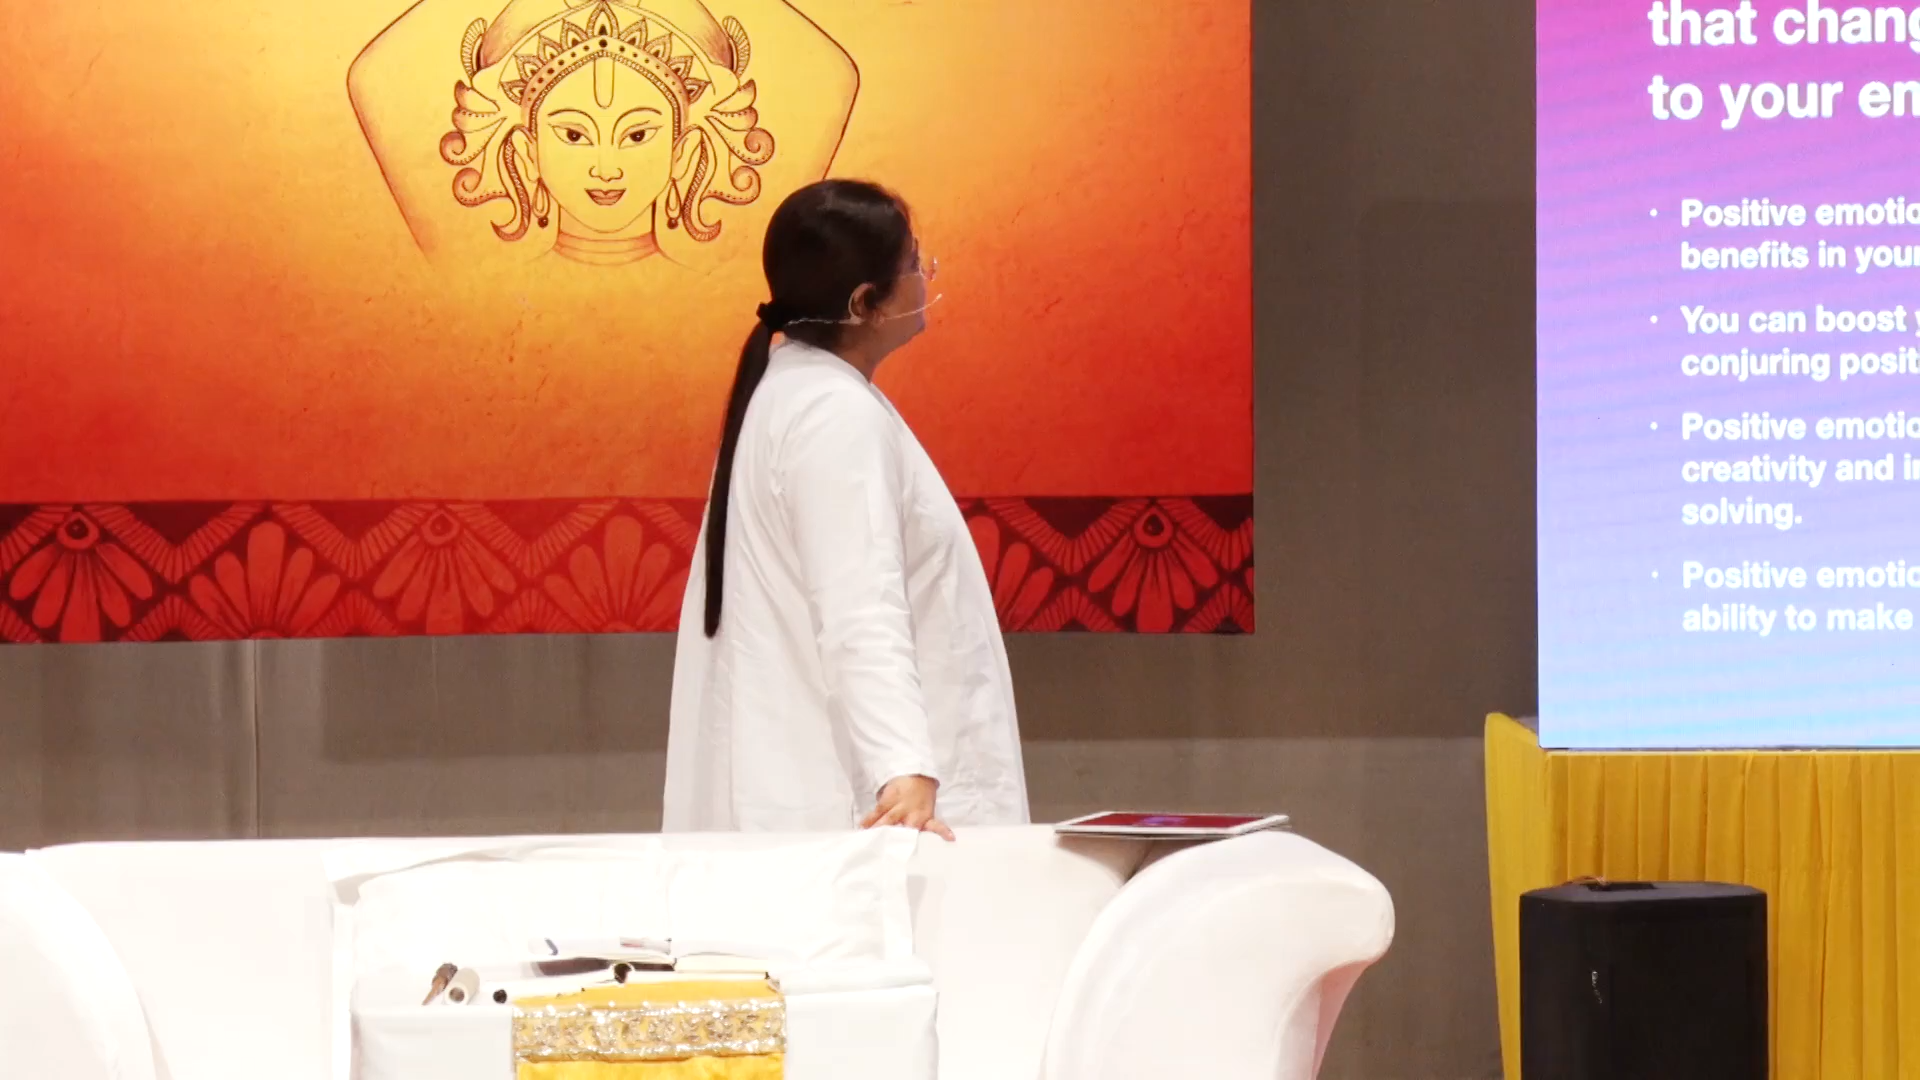 that chang
to your em
· Positive emotio
benefits in your
· You can boost y
conjuring posit
· Positive emotio
creativity and i
solving.
· Positive emotio
ability to make